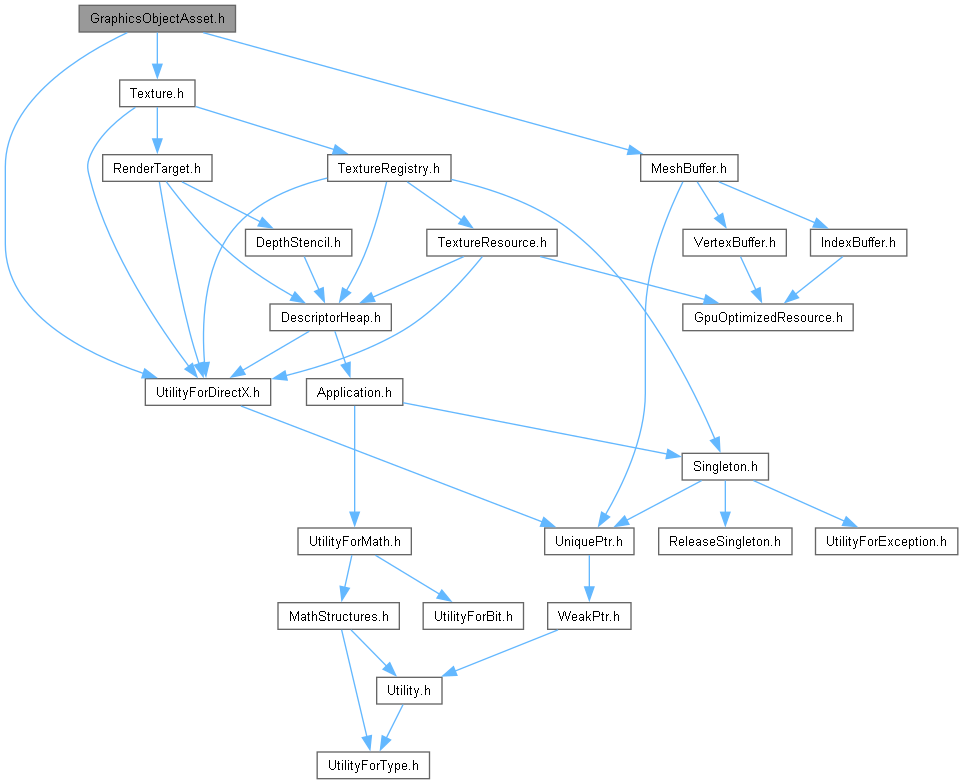 GraphicsObjectAsset.h
Texture.h
RenderTarget.h
TextureRegistry.h
MeshBuffer.h
DepthStencil.h
TextureResource.h
VertexBuffer.h
IndexBuffer.h
DescriptorHeap.h
GpuOptimizedResource.h
UtilityForDirectX.h
Application.h
Singleton.h
UtilityForMath.h
UniquePtr.h
ReleaseSingleton.h
UtilityForException.h
MathStructures.h
UtilityForBit.h
WeakPtr.h
Utility.h
UtilityForType.h